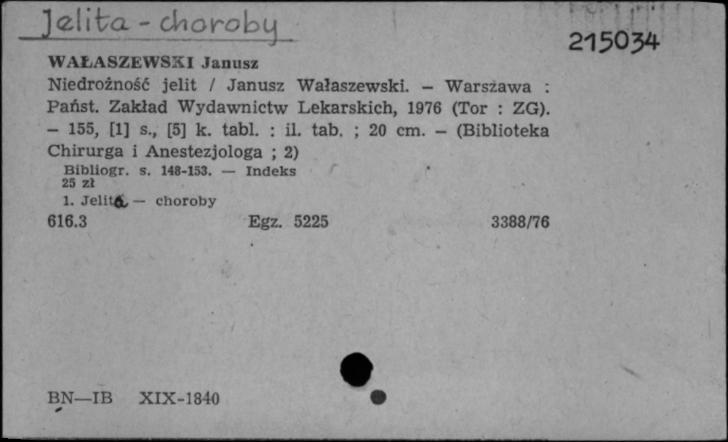 Jelita - choroby
215034
WAŁASZEWSKI Janusz
Niedrożność jelit / Janusz Wałaszewski. – Warszawa :
Państ. Zakład Wydawnictw Lekarskich, 1976 (Tor : ZG).
– 155, [1] s., [5] k. tabl. : il. tab. ; 20 cm. – (Biblioteka
Chirurga i Anestezjologa ; 2)
Bibliogr. s. 148-153. — Indeks
25 zł
1. Jelita — choroby
616.3 Egz. 5225 3388/76
BN—IB XIX-1840